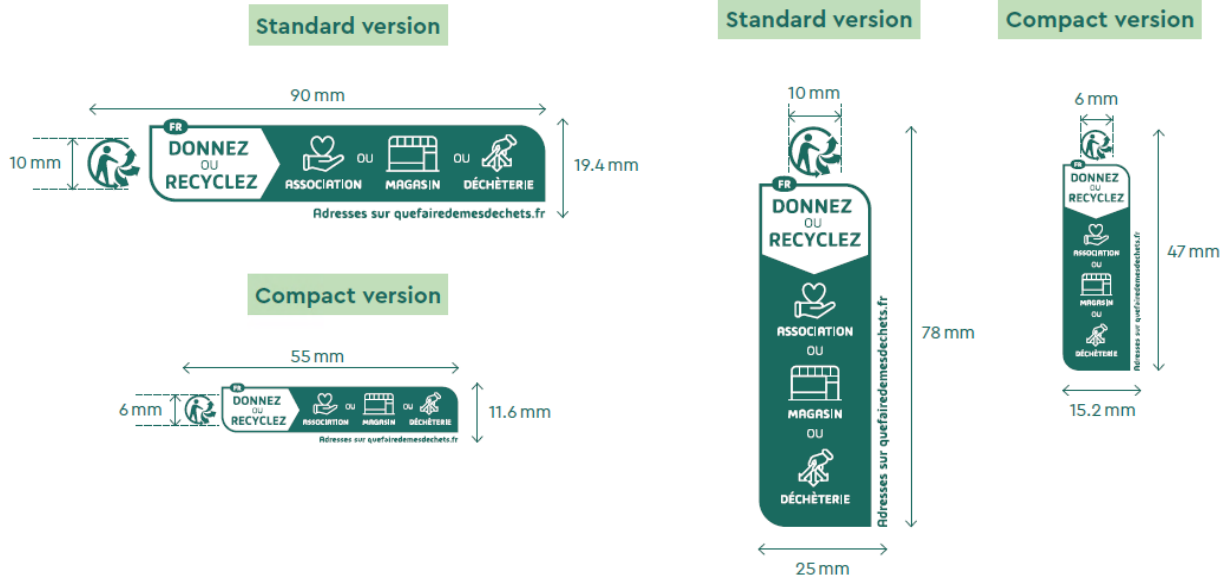 Standard version
90 mm
10 mm
FR
DONNEZ
OU
RECYCLEZ
ASSOCIATION
OU
MAGASIN
OU
DÉCHÈTERIE
19.4 mm
Adresses sur quefairedemesdechets.fr
Compact version
55 mm
6 mm
FR
DONNEZ
OU
RECYCLEZ
ASSOCIATION
OU
MAGASIN
OU
DÉCHÈTERIE
11.6 mm
Adresses sur quefairedemesdechets.fr
Standard version
10 mm
FR
DONNEZ
OU
RECYCLEZ
ASSOCIATION
OU
MAGASIN
OU
DÉCHÈTERIE
Adresses sur quefairedemesdechets.fr
78 mm
25 mm
Compact version
6 mm
FR
DONNEZ
OU
RECYCLEZ
ASSOCIATION
OU
MAGASIN
OU
DÉCHÈTERIE
Adresses sur quefairedemesdechets.fr
47 mm
15.2 mm